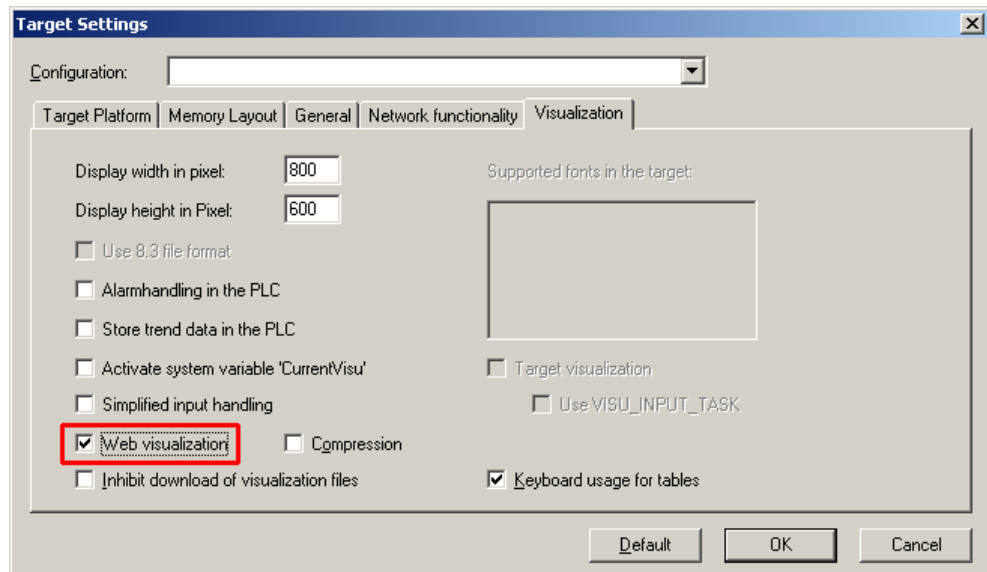 Target Settings
Configuration:
Target Platform Memory Layout General Network functionality Visualization
Display width in pixel: 800 Supported fonts in the target:
Display height in Pixel: 600
Use 8.3 file format
Alarmhandling in the PLC
Store trend data in the PLC
Activate system variable 'CurrentVisu' Target visualization
Simplified input handling Use VISU_INPUT_TASK
Web visualization Compression
Inhibit download of visualization files Keyboard usage for tables
Default OK Cancel